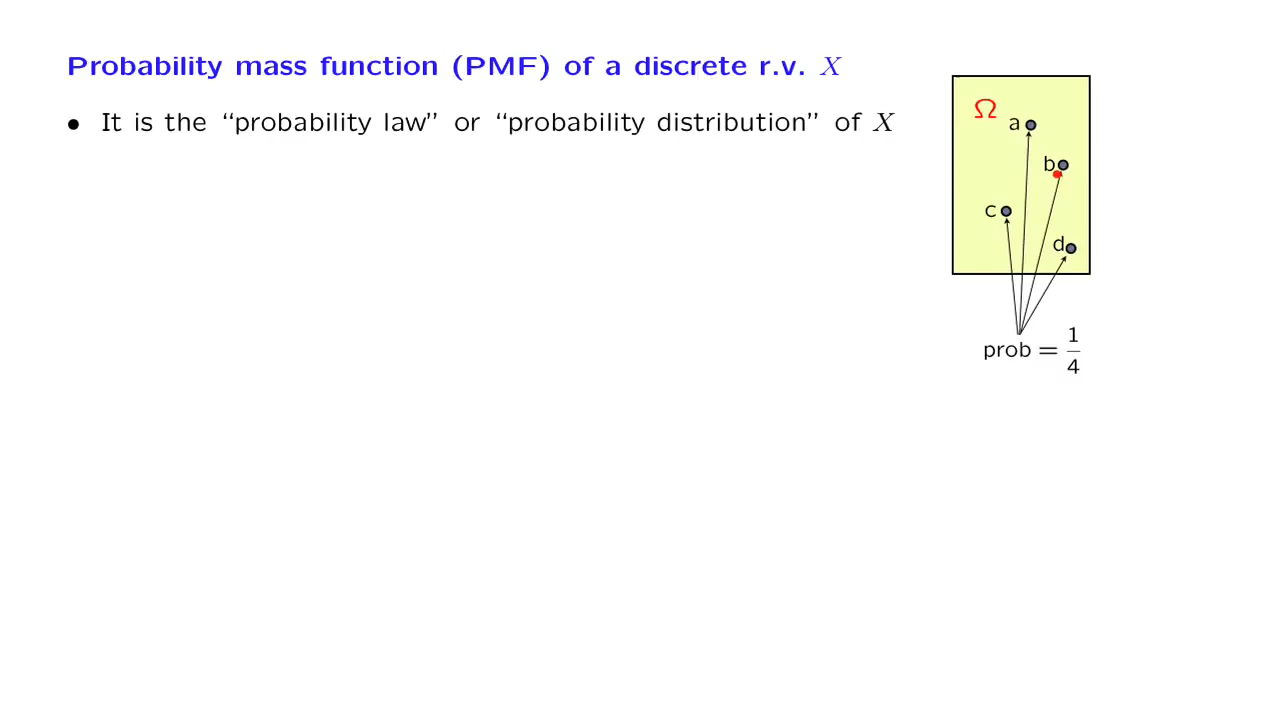 Probability mass function (PMF) of a discrete r.v. X
• It is the “probability law” or “probability distribution” of X
Ω
a
b
c
d
prob = 1/4